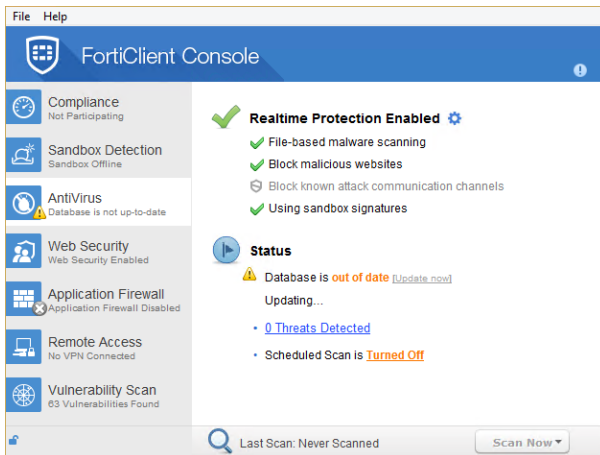 File Help
FortiClient Console
Compliance
Not Participating
Sandbox Detection
Sandbox Offline
AntiVirus
Database is not up-to-date
Web Security
Web Security Enabled
Application Firewall
Application Firewall Disabled
Remote Access
No VPN Connected
Vulnerability Scan
63 Vulnerabilities Found
Realtime Protection Enabled
File-based malware scanning
Block malicious websites
Block known attack communication channels
Using sandbox signatures
Status
Database is out of date [Update now]
Updating...
0 Threats Detected
Scheduled Scan is Turned Off
Last Scan: Never Scanned
Scan Now